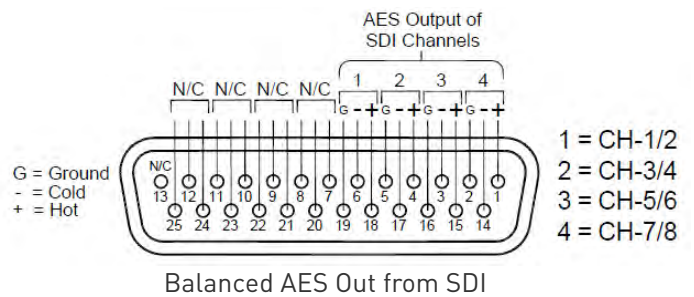 AES Output of
SDI Channels
N/C N/C N/C N/C 1 2 3 4
G - + G - + G - + G - +
1 = CH-1/2
2 = CH-3/4
3 = CH-5/6
4 = CH-7/8
G = Ground
- = Cold
+ = Hot
N/C
13 12 11 10 9 8 7 6 5 4 3 2 1
25 24 23 22 21 20 19 18 17 16 15 14
Balanced AES Out from SDI